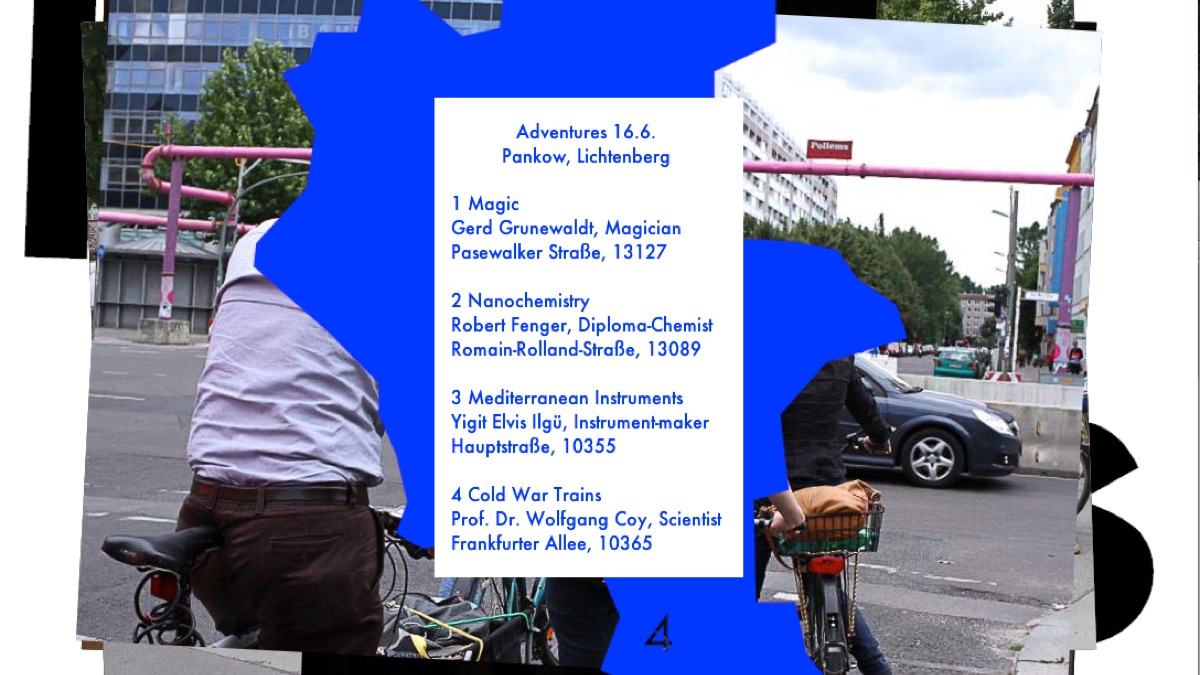 Adventures 16.6.
Pankow, Lichtenberg
1 Magic
Gerd Grunewaldt, Magician
Pasewalker Straße, 13127
2 Nanochemistry
Robert Fenger, Diploma-Chemist
Romain-Rolland-Straße, 13089
3 Mediterranean Instruments
Yigit Elvis Ilgü, Instrument-maker
Hauptstraße, 10355
4 Cold War Trains
Prof. Dr. Wolfgang Coy, Scientist
Frankfurter Allee, 10365
Poltems
4